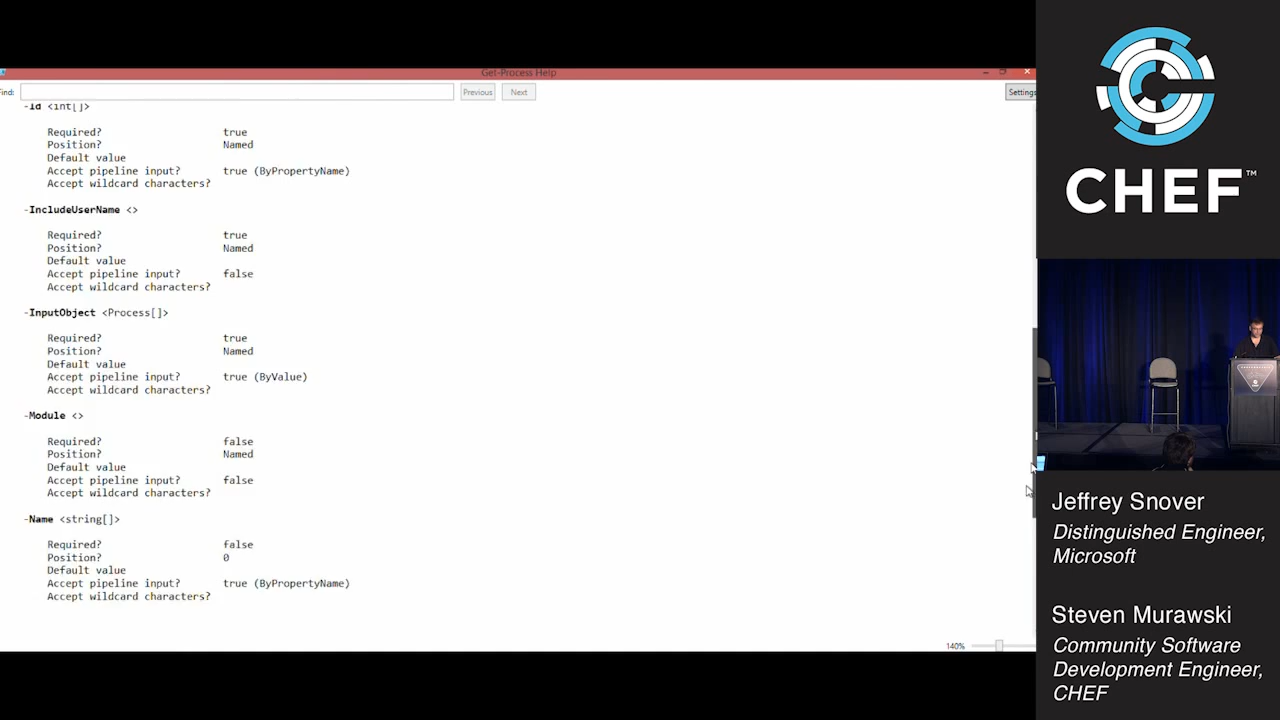 Get-Process Help
Find:
Previous
Next
Settings
-Id <int[]>
Required? true
Position? Named
Default value
Accept pipeline input? true (ByPropertyName)
Accept wildcard characters?
-IncludeUserName <>
Required? true
Position? Named
Default value
Accept pipeline input? false
Accept wildcard characters?
-InputObject <Process[]>
Required? true
Position? Named
Default value
Accept pipeline input? true (ByValue)
Accept wildcard characters?
-Module <>
Required? false
Position? Named
Default value
Accept pipeline input? false
Accept wildcard characters?
-Name <string[]>
Required? false
Position? 0
Default value
Accept pipeline input? true (ByPropertyName)
Accept wildcard characters?
140%
CHEF™
Jeffrey Snover
Distinguished Engineer,
Microsoft
Steven Murawski
Community Software
Development Engineer,
CHEF